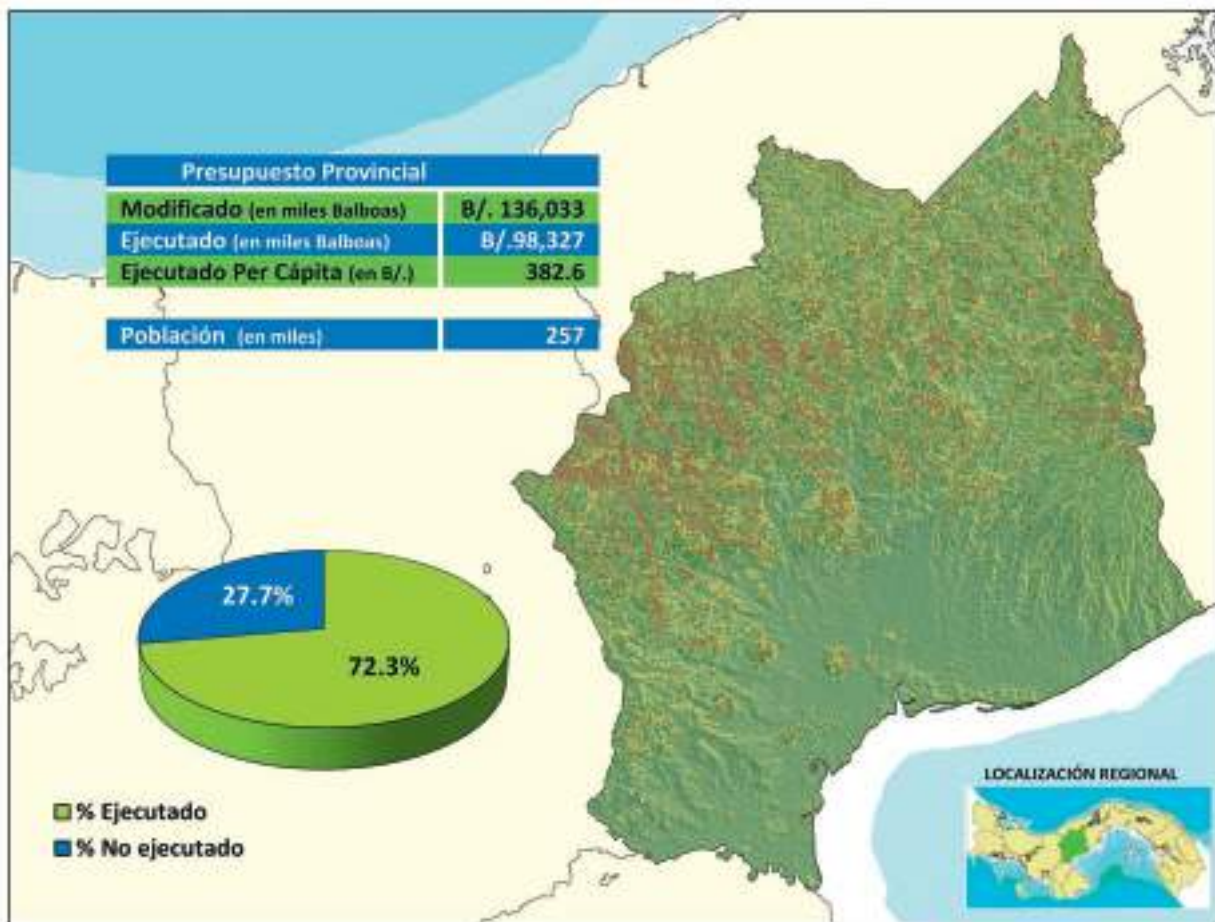 Presupuesto Provincial
Modificado (en miles Balboas) B/. 136,033
Ejecutado (en miles Balboas) B/.98,327
Ejecutado Per Cápita (en B/.) 382.6
Población (en miles) 257
27.7%
72.3%
% Ejecutado
% No ejecutado
LOCALIZACIÓN REGIONAL